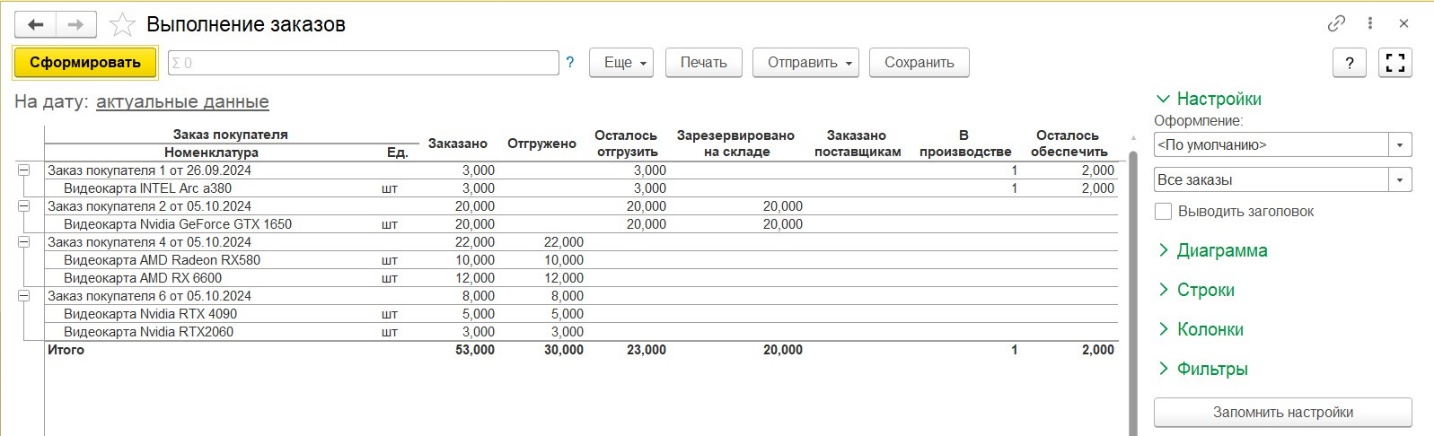 Выполнение заказов
Сформировать Σ 0 ? Еще Печать Отправить Сохранить ?
На дату: актуальные данные
Заказ покупателя
Номенклатура Ед. Заказано Отгружено Осталось отгрузить Зарезервировано на складе Заказано поставщикам В производстве Осталось обеспечить
Заказ покупателя 1 от 26.09.2024 3,000 3,000 1 2,000
Видеокарта INTEL Arc a380 шт 3,000 3,000 1 2,000
Заказ покупателя 2 от 05.10.2024 20,000 20,000 20,000
Видеокарта Nvidia GeForce GTX 1650 шт 20,000 20,000 20,000
Заказ покупателя 4 от 05.10.2024 22,000 22,000
Видеокарта AMD Radeon RX580 шт 10,000 10,000
Видеокарта AMD RX 6600 шт 12,000 12,000
Заказ покупателя 6 от 05.10.2024 8,000 8,000
Видеокарта Nvidia RTX 4090 шт 5,000 5,000
Видеокарта Nvidia RTX2060 шт 3,000 3,000
Итого 53,000 30,000 23,000 20,000 1 2,000
Настройки
Оформление:
<По умолчанию>
Все заказы
Выводить заголовок
Диаграмма
Строки
Колонки
Фильтры
Запомнить настройки